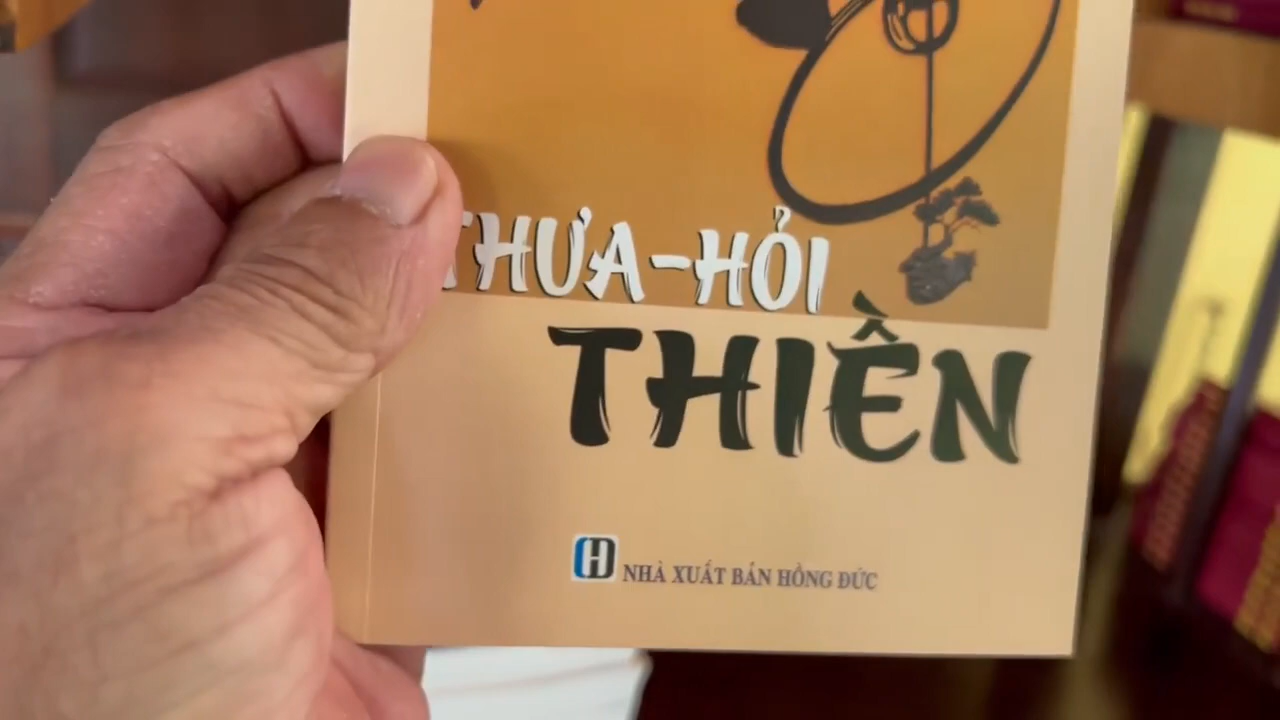 THƯA-HỎI
THIỀN
NHÀ XUẤT BẢN HỒNG ĐỨC